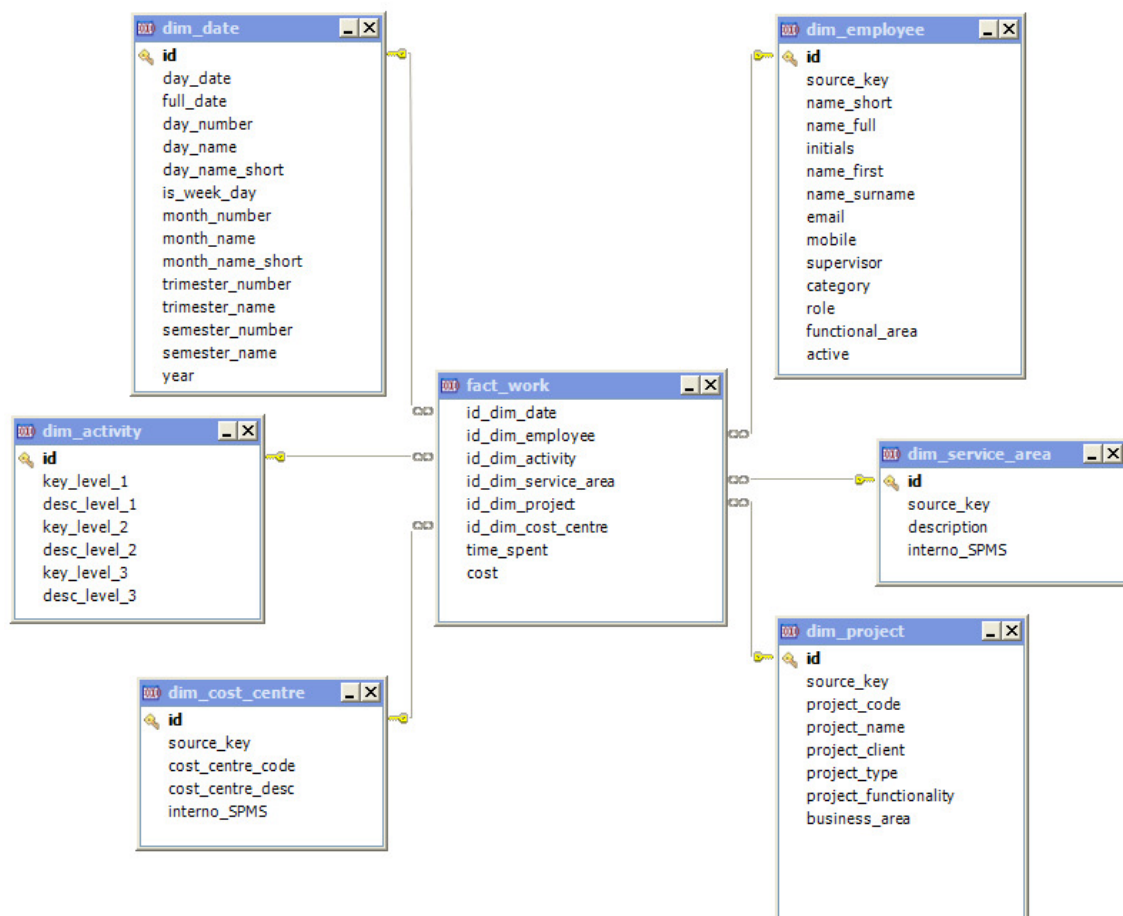 dim_date
id
day_date
full_date
day_number
day_name
day_name_short
is_week_day
month_number
month_name
month_name_short
trimester_number
trimester_name
semester_number
semester_name
year
dim_employee
id
source_key
name_short
name_full
initials
name_first
name_surname
email
mobile
supervisor
category
role
functional_area
active
fact_work
id_dim_date
id_dim_employee
id_dim_activity
id_dim_service_area
id_dim_project
id_dim_cost_centre
time_spent
cost
dim_activity
id
key_level_1
desc_level_1
key_level_2
desc_level_2
key_level_3
desc_level_3
dim_service_area
id
source_key
description
interno_SPMS
dim_cost_centre
id
source_key
cost_centre_code
cost_centre_desc
interno_SPMS
dim_project
id
source_key
project_code
project_name
project_client
project_type
project_functionality
business_area